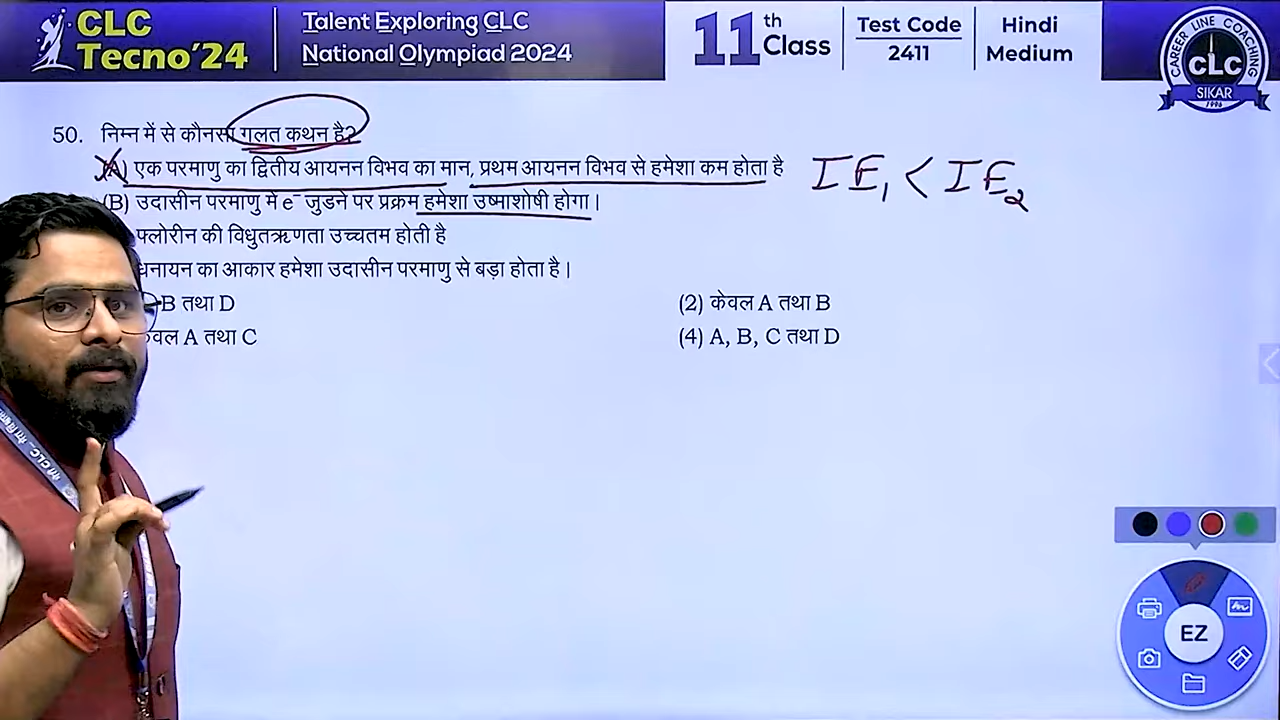 CLC
Tecno'24
Talent Exploring CLC
National Olympiad 2024
11th Class
Test Code
2411
Hindi
Medium
CAREER LINE COACHING
CLC
SIKAR
1996
50. निम्न में से कौनसा गलत कथन है?
(A) एक परमाणु का द्वितीय आयनन विभव का मान, प्रथम आयनन विभव से हमेशा कम होता है
IE1 < IE2
(B) उदासीन परमाणु में e⁻ जुडने पर प्रक्रम हमेशा उष्माशोषी होगा।
फ्लोरीन की विधुतऋणता उच्चतम होती है
धनायन का आकार हमेशा उदासीन परमाणु से बड़ा होता है।
B तथा D
(2) केवल A तथा B
A तथा C
(4) A, B, C तथा D
EZ